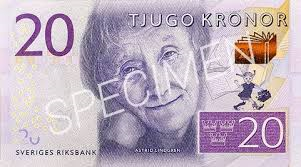 20 TJUGO KRONOR
SPECIMEN
SVERIGES RIKSBANK
ASTRID LINDGREN
20